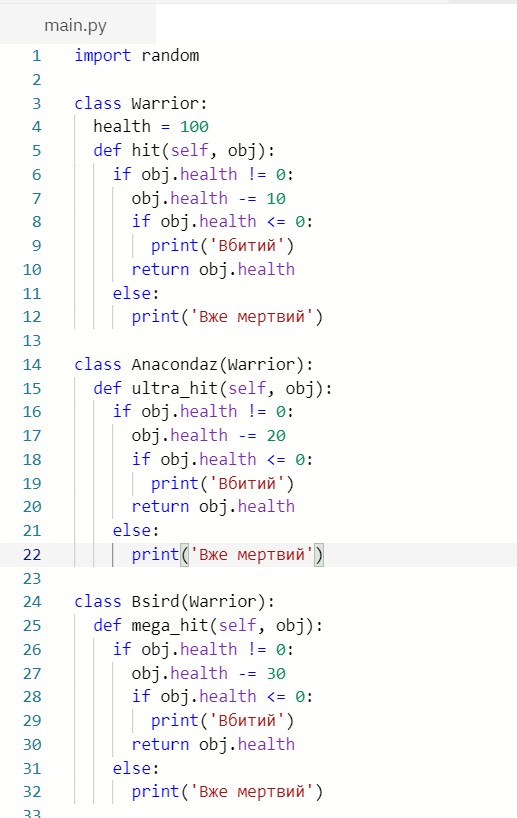 main.py
1 import random
2
3 class Warrior:
4   health = 100
5   def hit(self, obj):
6     if obj.health != 0:
7       obj.health -= 10
8       if obj.health <= 0:
9         print('Вбитий')
10       return obj.health
11     else:
12       print('Вже мертвий')
13
14 class Anacondaz(Warrior):
15   def ultra_hit(self, obj):
16     if obj.health != 0:
17       obj.health -= 20
18       if obj.health <= 0:
19         print('Вбитий')
20       return obj.health
21     else:
22       print('Вже мертвий')
23
24 class Bsird(Warrior):
25   def mega_hit(self, obj):
26     if obj.health != 0:
27       obj.health -= 30
28       if obj.health <= 0:
29         print('Вбитий')
30       return obj.health
31     else:
32       print('Вже мертвий')
33